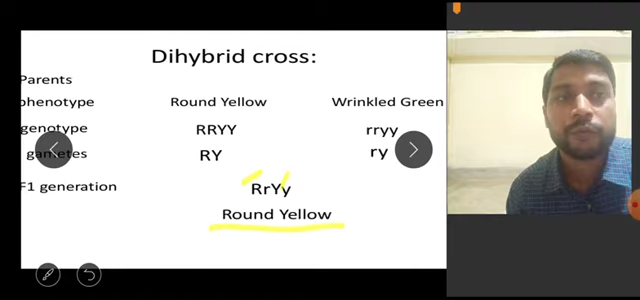 Dihybrid cross:
Parents
phenotype Round Yellow Wrinkled Green
genotype RRYY rryy
gametes RY ry
F1 generation RrYy
Round Yellow